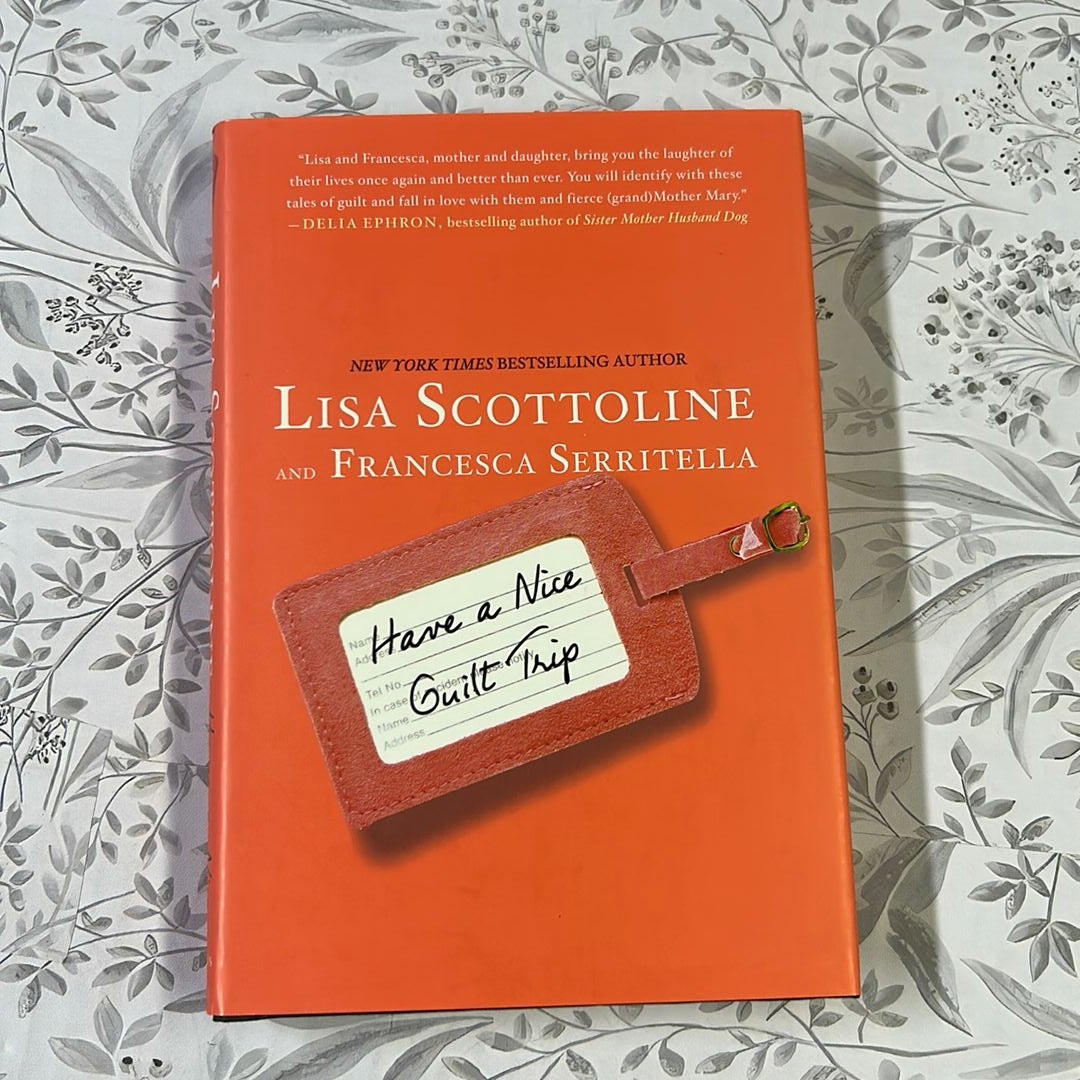 “Lisa and Francesca, mother and daughter, bring you the laughter of
their lives once again and better than ever. You will identify with these
tales of guilt and fall in love with them and fierce (grand)Mother Mary.”
—DELIA EPHRON, bestselling author of Sister Mother Husband Dog
NEW YORK TIMES BESTSELLING AUTHOR
LISA SCOTTOLINE
AND FRANCESCA SERRITELLA
Have a Nice
Guilt Trip
Tel No
In case
Name
Address